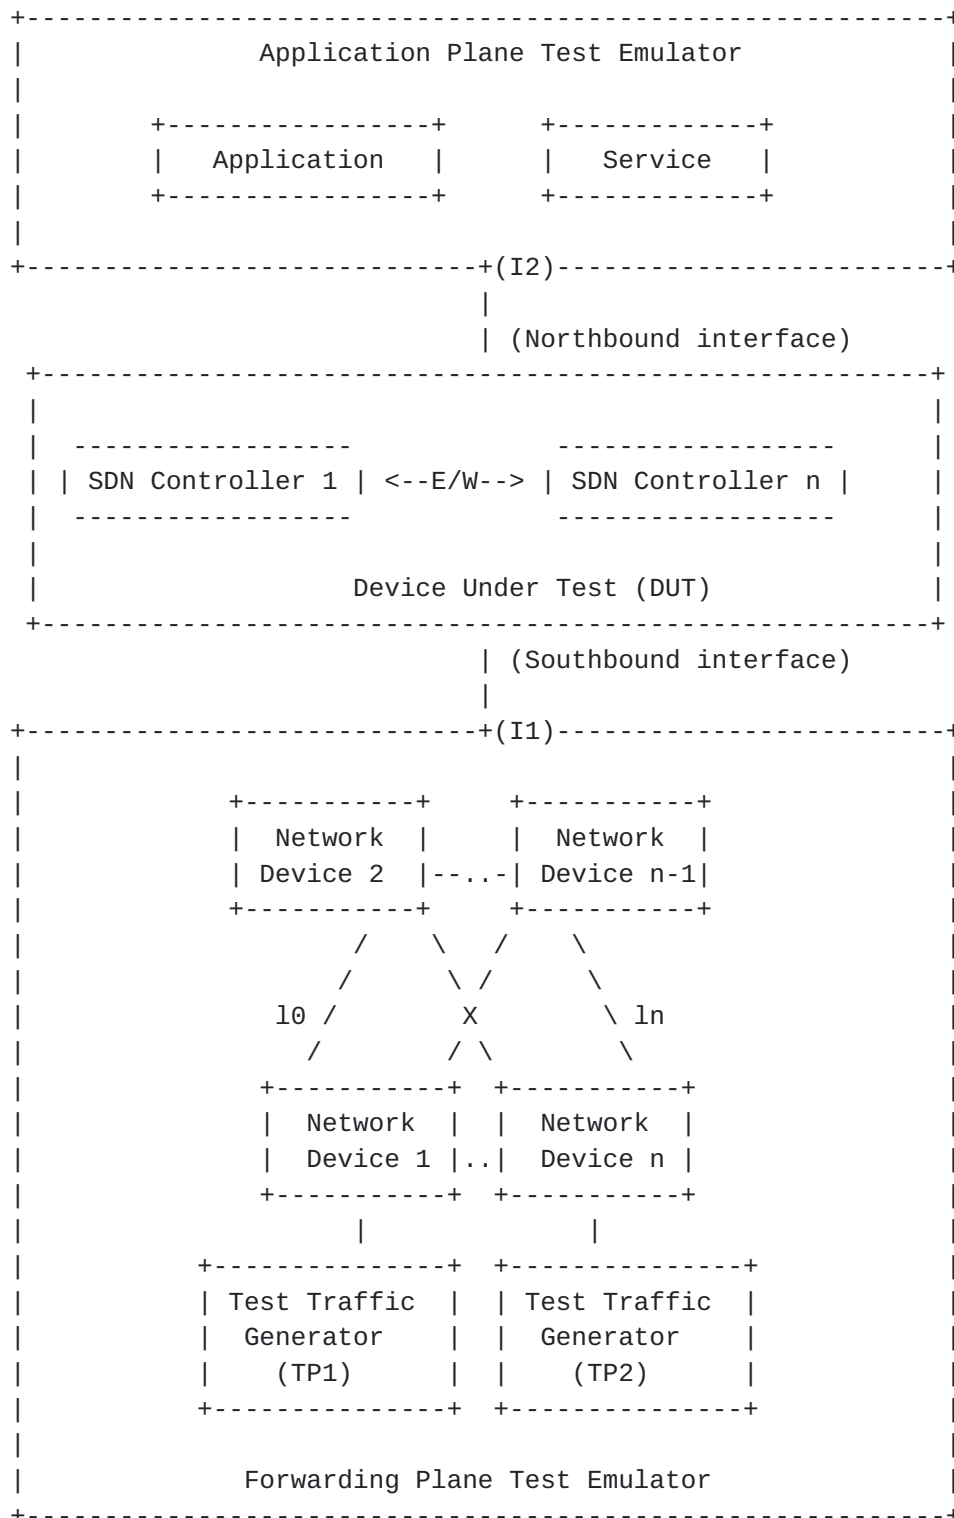 Application Plane Test Emulator
Application Service
(I2)
(Northbound interface)
SDN Controller 1 <--E/W--> SDN Controller n
Device Under Test (DUT)
(Southbound interface)
(I1)
Network Network
Device 2 --..- Device n-1
l0 X ln
Network Network
Device 1 .. Device n
Test Traffic Test Traffic
Generator Generator
(TP1) (TP2)
Forwarding Plane Test Emulator